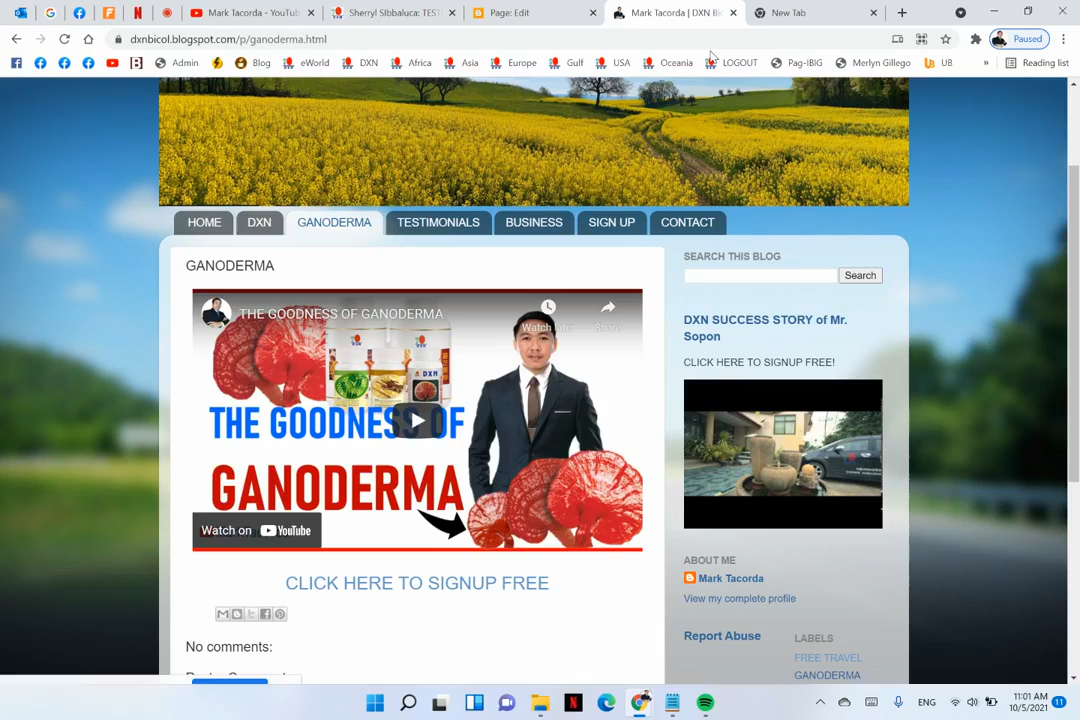 Mark Tacorda - YouTub
Sherryl SIbbaluca: TEST
Page: Edit
Mark Tacorda | DXN Bic
New Tab
dxnbicol.blogspot.com/p/ganoderma.html
Paused
Admin
Blog
eWorld
DXN
Africa
Asia
Europe
Gulf
USA
Oceania
LOGOUT
Pag-IBIG
Merlyn Gillego
UB
»
Reading list
HOME
DXN
GANODERMA
TESTIMONIALS
BUSINESS
SIGN UP
CONTACT
GANODERMA
THE GOODNESS OF GANODERMA
Watch later
Share
DXN
THE GOODNESS OF
GANODERMA
Watch on YouTube
CLICK HERE TO SIGNUP FREE
No comments:
SEARCH THIS BLOG
Search
DXN SUCCESS STORY of Mr.
Sopon
CLICK HERE TO SIGNUP FREE!
ABOUT ME
Mark Tacorda
View my complete profile
Report Abuse
LABELS
FREE TRAVEL
GANODERMA
ENG
11:01 AM
10/5/2021